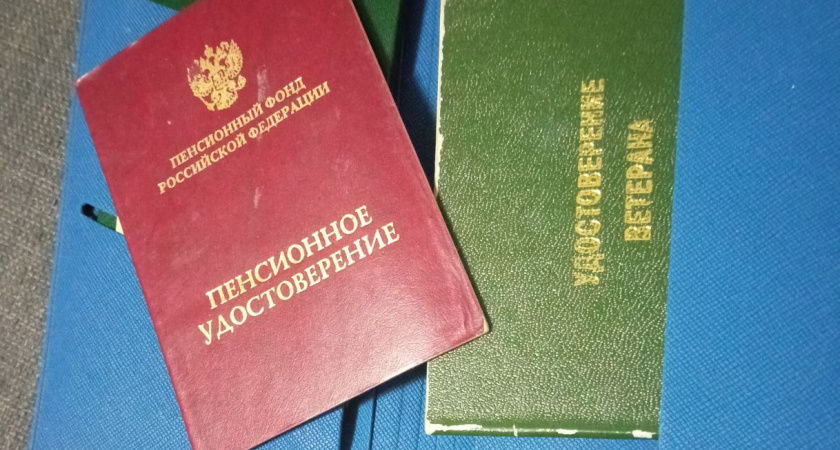 ПЕНСИОННЫЙ ФОНД
РОССИЙСКОЙ ФЕДЕРАЦИИ
ПЕНСИОННОЕ
УДОСТОВЕРЕНИЕ
УДОСТОВЕРЕНИЕ
ВЕТЕРАНА